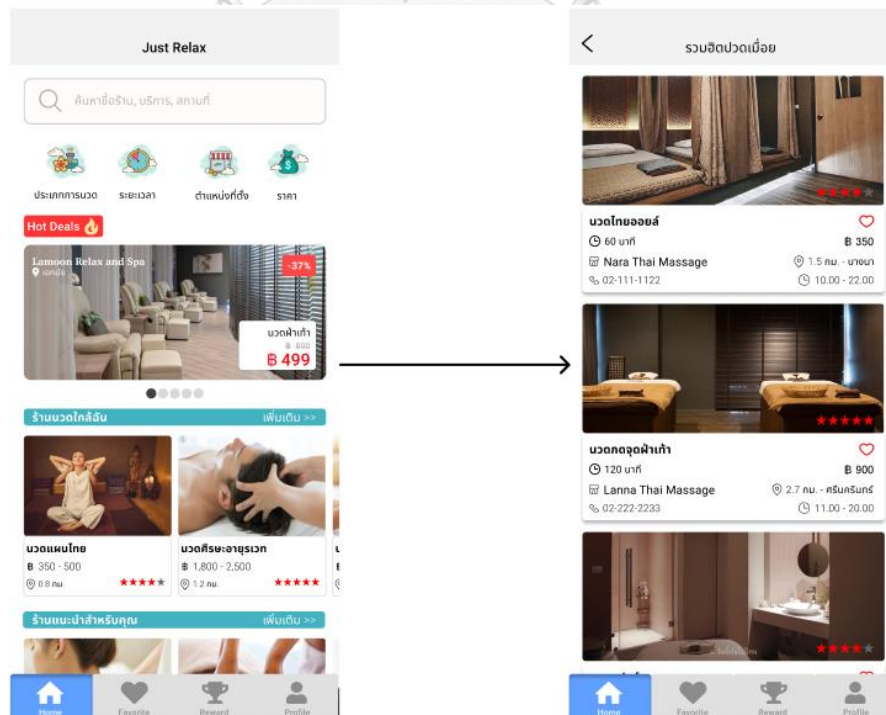 Just Relax
ค้นหาชื่อร้าน, บริการ, สถานที่
ประเภทการนวด ระยะเวลา ตำแหน่งที่ตั้ง ราคา
Hot Deals
Lamoon Relax and Spa
เอกมัย
-37%
นวดฝ่าเท้า
฿ 800
฿ 499
ร้านนวดใกล้ฉัน เพิ่มเติม >>
นวดแผนไทย
฿ 350 - 500
0.8 กม.
นวดศีรษะอายุรเวท
฿ 1,800 - 2,500
1.2 กม.
ร้านแนะนำสำหรับคุณ เพิ่มเติม >>
Home Favorite Reward Profile
รวมฮิตปวดเมื่อย
นวดไทยออยล์
60 นาที ฿ 350
Nara Thai Massage 1.5 กม. - บางนา
02-111-1122 10.00 - 22.00
นวดกดจุดฝ่าเท้า
120 นาที ฿ 900
Lanna Thai Massage 2.7 กม. - ศรีนครินทร์
02-222-2233 11.00 - 20.00
Home Favorite Reward Profile